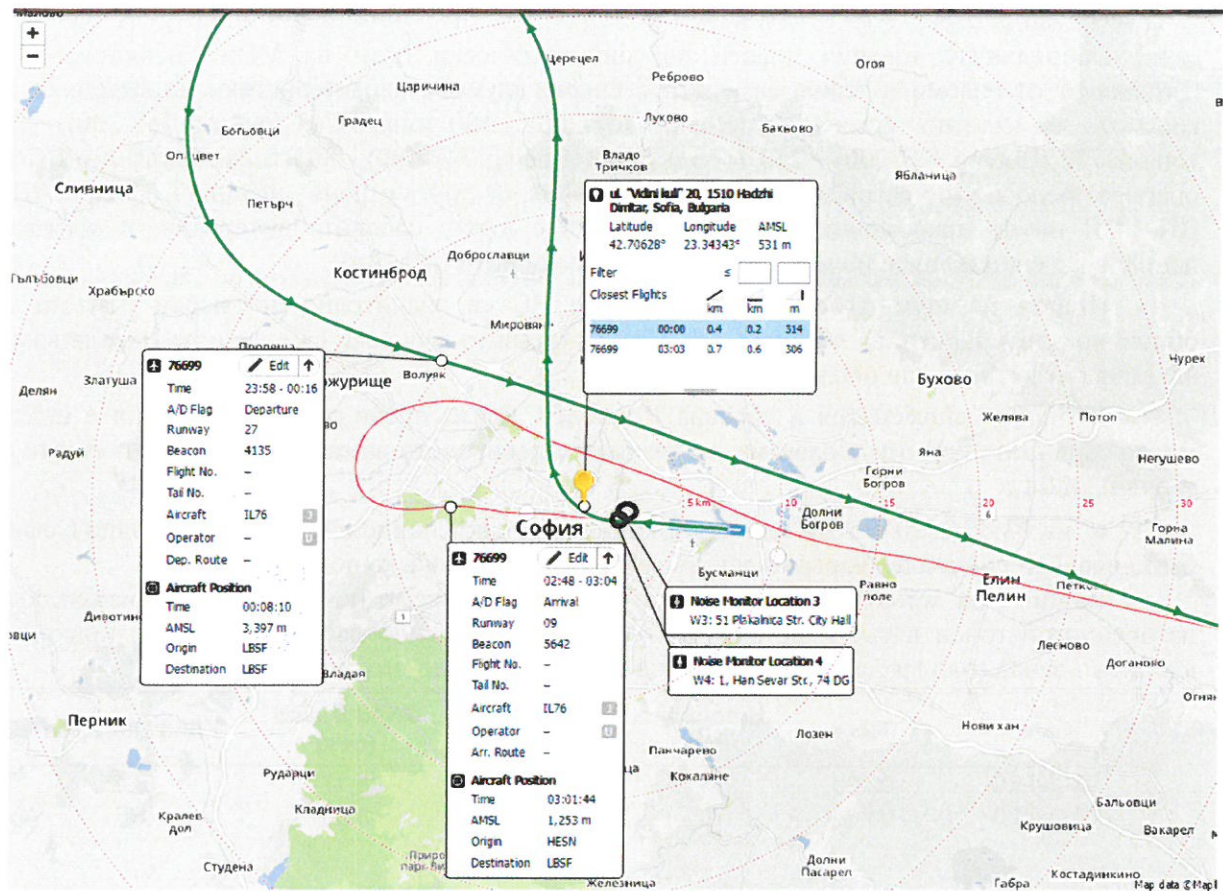 +
−
Малово
Церецел
Огоя
Царичина
Реброво
Градец
Луково
Бакьово
Богьовци
Опицвет
Владо
Тричков
Ябланица
Сливница
Петърч
ul. "Vidini kuli" 20, 1510 Hadzhi
Dimitar, Sofia, Bulgaria
Latitude Longitude AMSL
42.70628° 23.34343° 531 m
Filter ≤
Closest Flights km km m
76699 00:00 0.4 0.2 314
76699 03:03 0.7 0.6 306
Доброславци
Костинброд
Гълъбовци
Храбърско
Мировян
Чурек
Бухово
Волуяк
Делян
Златуша
Желява
Потоп
Радуй
Яна
Негушево
Горни
Богров
5 km 10 15 20 25 30
6
Долни
Богров
Горна
Малина
София
Бусманци
Равно
поле
Елин
Пелин
Петково
76699 Edit
Time 23:58 - 00:16
A/D Flag Departure
Runway 27
Beacon 4135
Flight No. –
Tail No. –
Aircraft IL76
Operator –
Dep. Route –
Aircraft Position
Time 00:08:10
AMSL 3,397 m
Origin LBSF
Destination LBSF
76699 Edit
Time 02:48 - 03:04
A/D Flag Arrival
Runway 09
Beacon 5642
Flight No. –
Tail No. –
Aircraft IL76
Operator –
Arr. Route –
Aircraft Position
Time 03:01:44
AMSL 1,253 m
Origin HESN
Destination LBSF
Noise Monitor Location 3
W3: 51 Plakalnica Str. City Hall
Noise Monitor Location 4
W4: 1, Han Sevar Str., 74 DG
1
Лесново
Доганово
Владая
Перник
Нови хан
Лозен
Панчарево
Кокаляне
Рударци
Кладница
Бальовци
Кралев
дол
Крушовица
Вакарел
Студена
Долни
Пасарел
Железница
Габра
Костадинкино
Map data ©